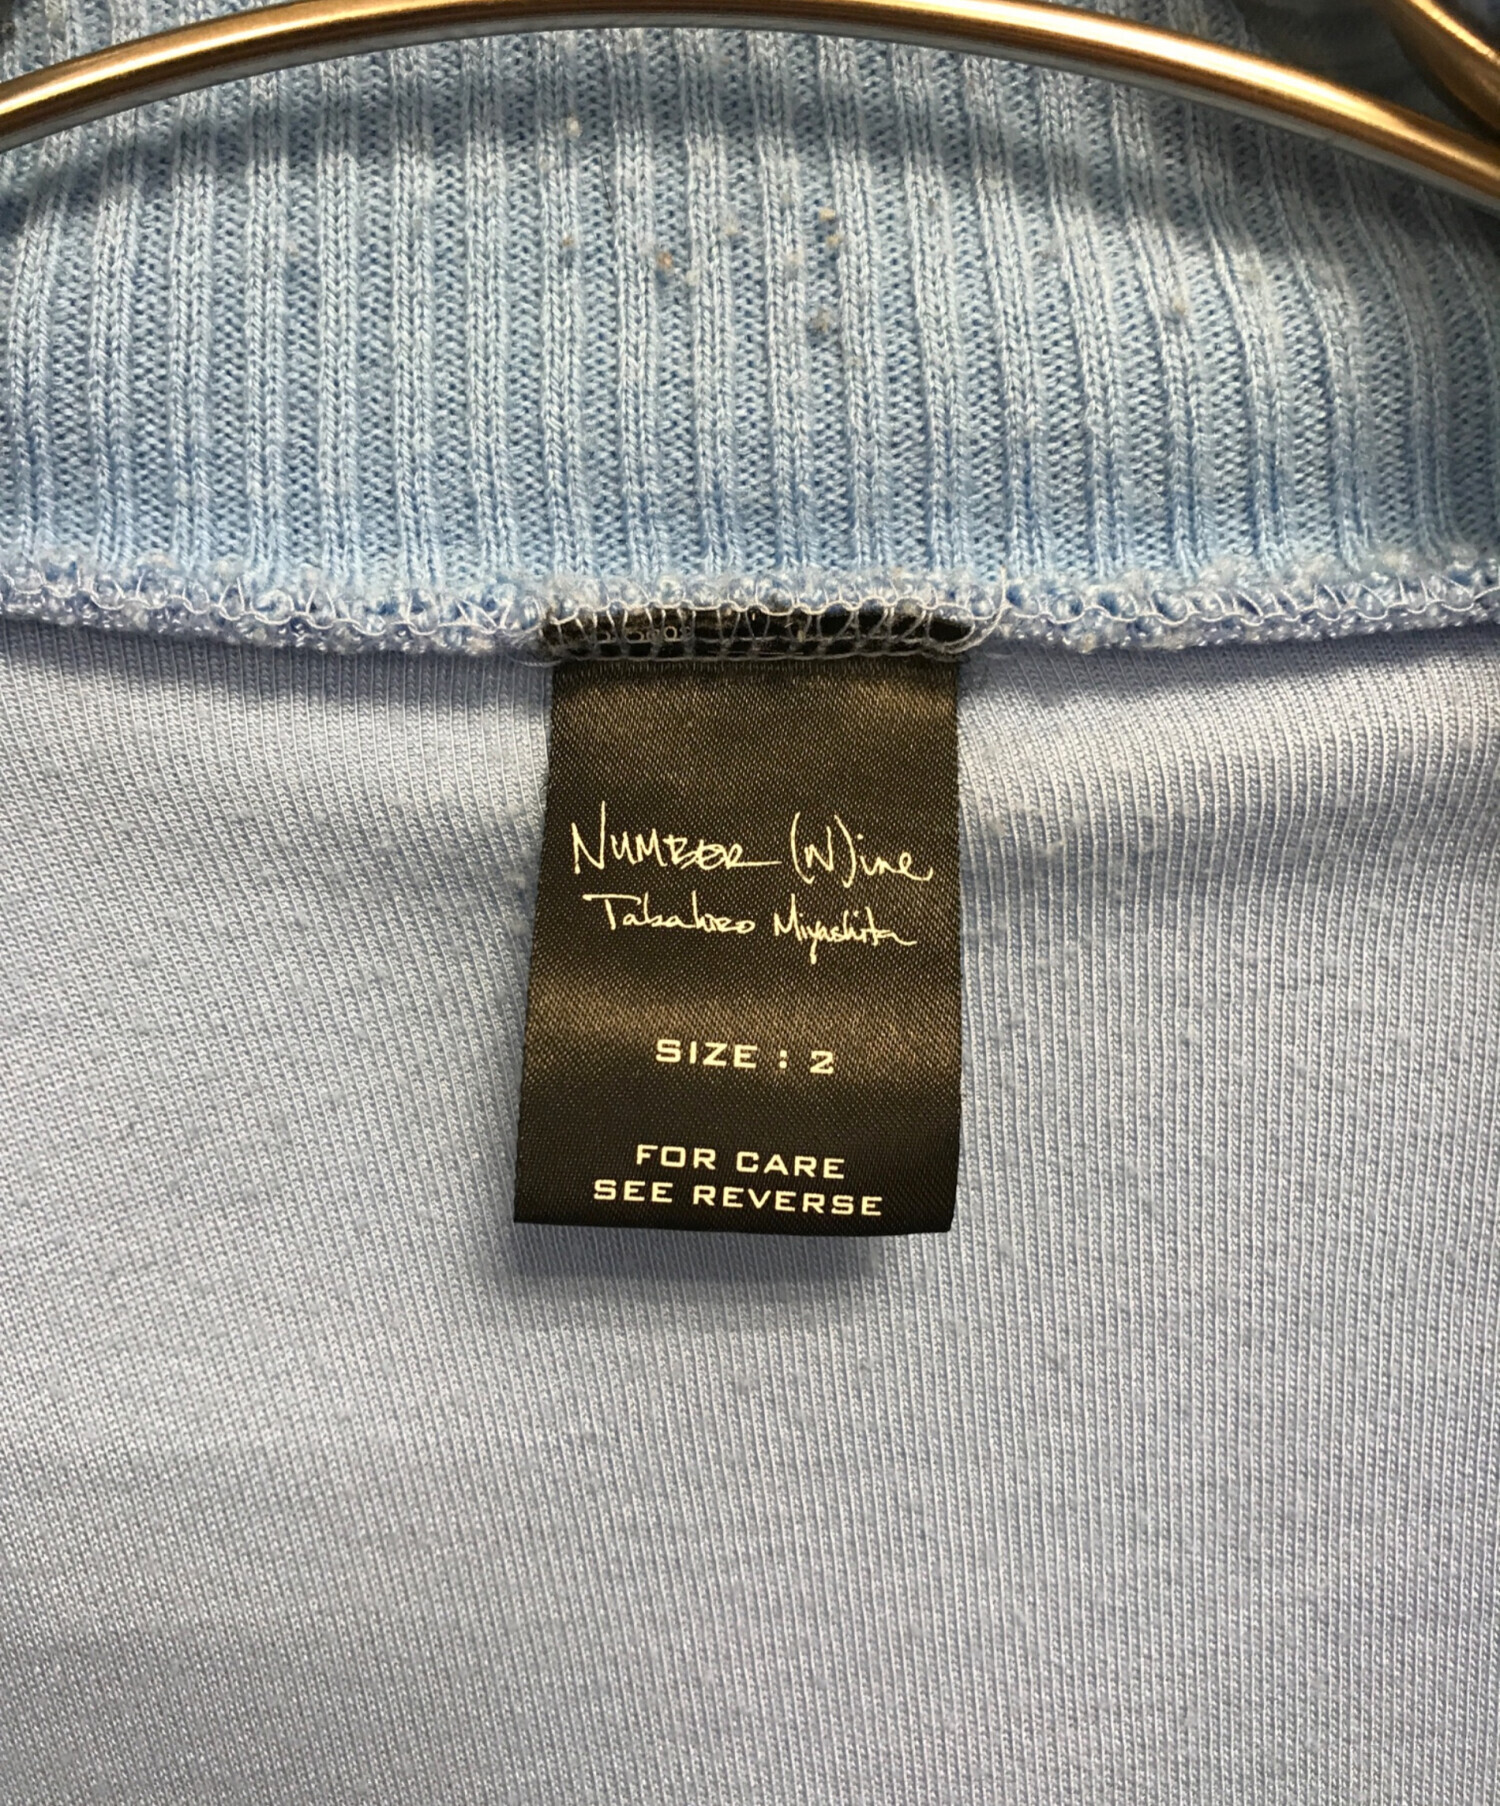 NUMBER (N)ine
Takahiro Miyashita
SIZE : 2
FOR CARE
SEE REVERSE